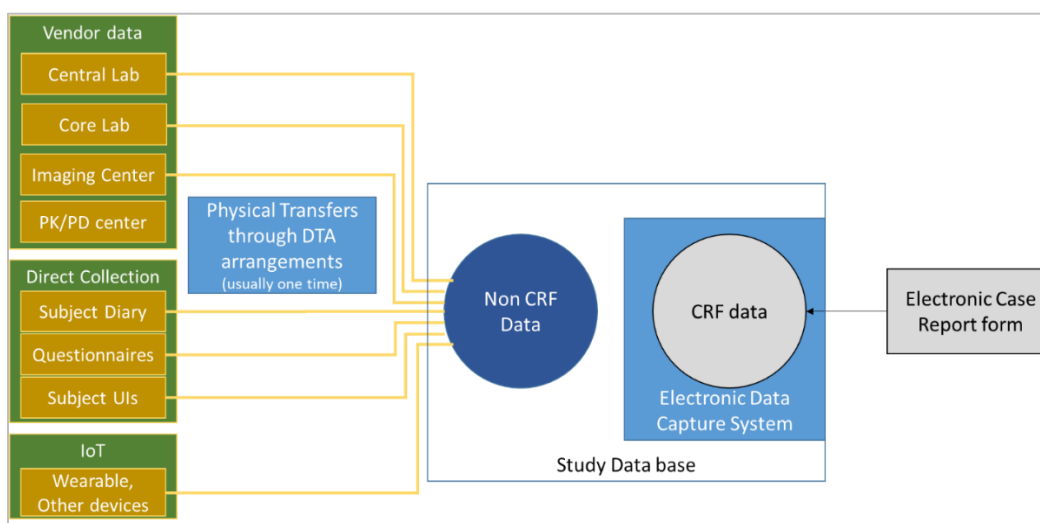 Vendor data
Central Lab
Core Lab
Imaging Center
PK/PD center
Direct Collection
Subject Diary
Questionnaires
Subject UIs
IoT
Wearable,
Other devices
Physical Transfers
through DTA
arrangements
(usually one time)
Non CRF
Data
CRF data
Electronic Data
Capture System
Study Data base
Electronic Case
Report form